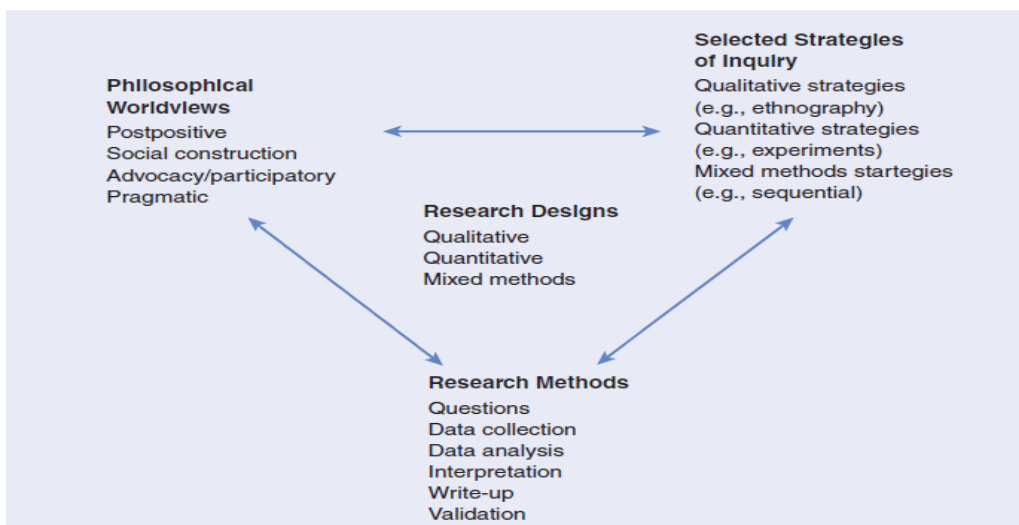 Philosophical
Worldviews
Postpositive
Social construction
Advocacy/participatory
Pragmatic
Selected Strategies
of Inquiry
Qualitative strategies
(e.g., ethnography)
Quantitative strategies
(e.g., experiments)
Mixed methods startegies
(e.g., sequential)
Research Designs
Qualitative
Quantitative
Mixed methods
Research Methods
Questions
Data collection
Data analysis
Interpretation
Write-up
Validation